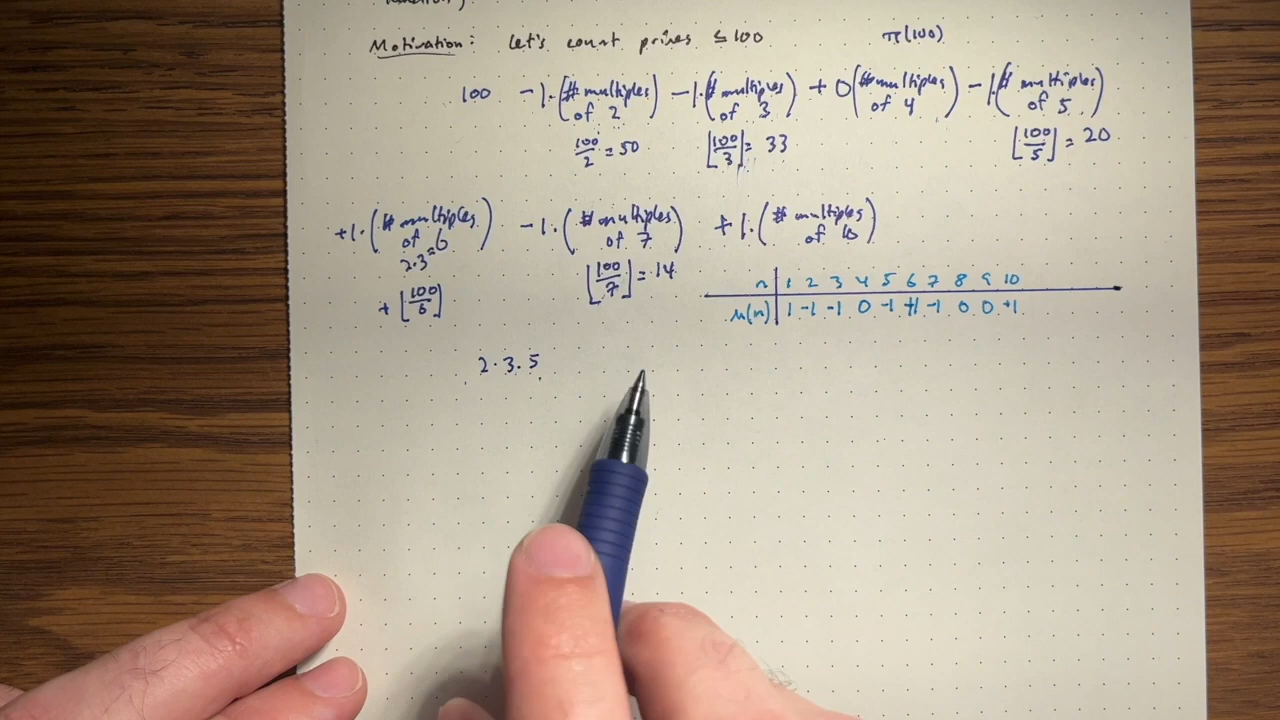 Motivation: Let's count primes ≤ 100 π(100)
100 - 1·(# multiples of 2) - 1·(# multiples of 3) + 0(# multiples of 4) - 1·(# multiples of 5)
100/2 = 50 ⌊100/3⌋ = 33 ⌊100/5⌋ = 20
+1·(# multiples of 6) - 1·(# multiples of 7) + 1·(# multiples of 10)
2·3=6
+ ⌊100/6⌋ ⌊100/7⌋ = 14
n | 1 2 3 4 5 6 7 8 9 10
μ(n) | 1 -1 -1 0 -1 +1 -1 0 0 +1
2·3·5